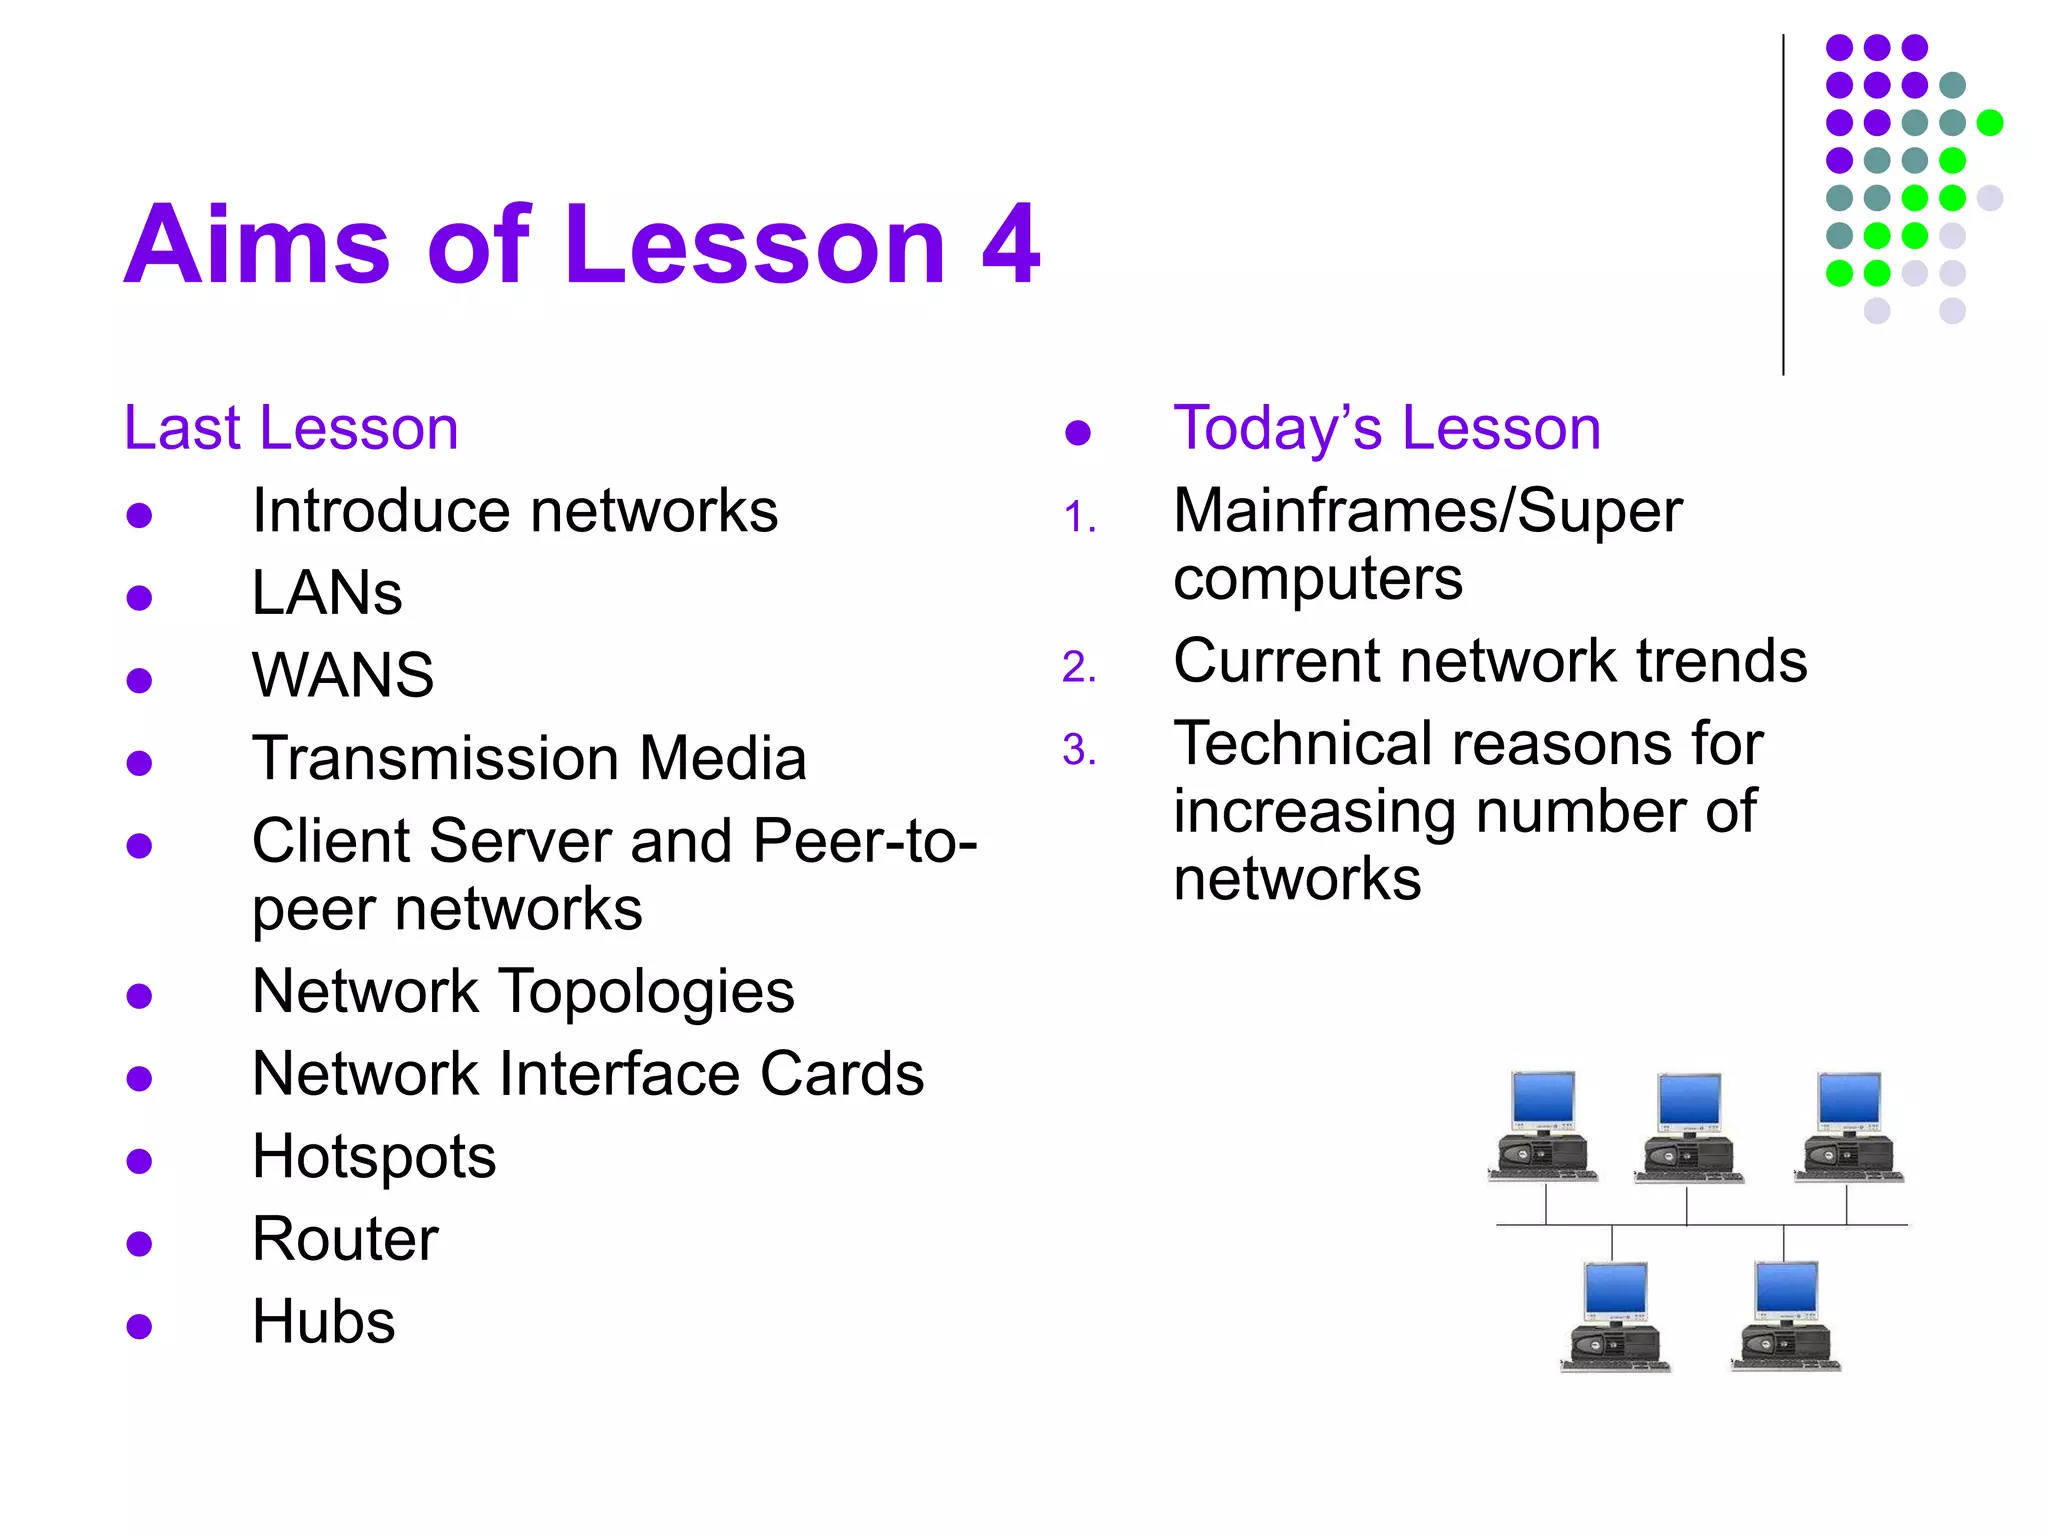 Aims of Lesson 4
Last Lesson
● Introduce networks
● LANs
● WANS
● Transmission Media
● Client Server and Peer-to-
peer networks
● Network Topologies
● Network Interface Cards
● Hotspots
● Router
● Hubs
● Today’s Lesson
1. Mainframes/Super
computers
2. Current network trends
3. Technical reasons for
increasing number of
networks